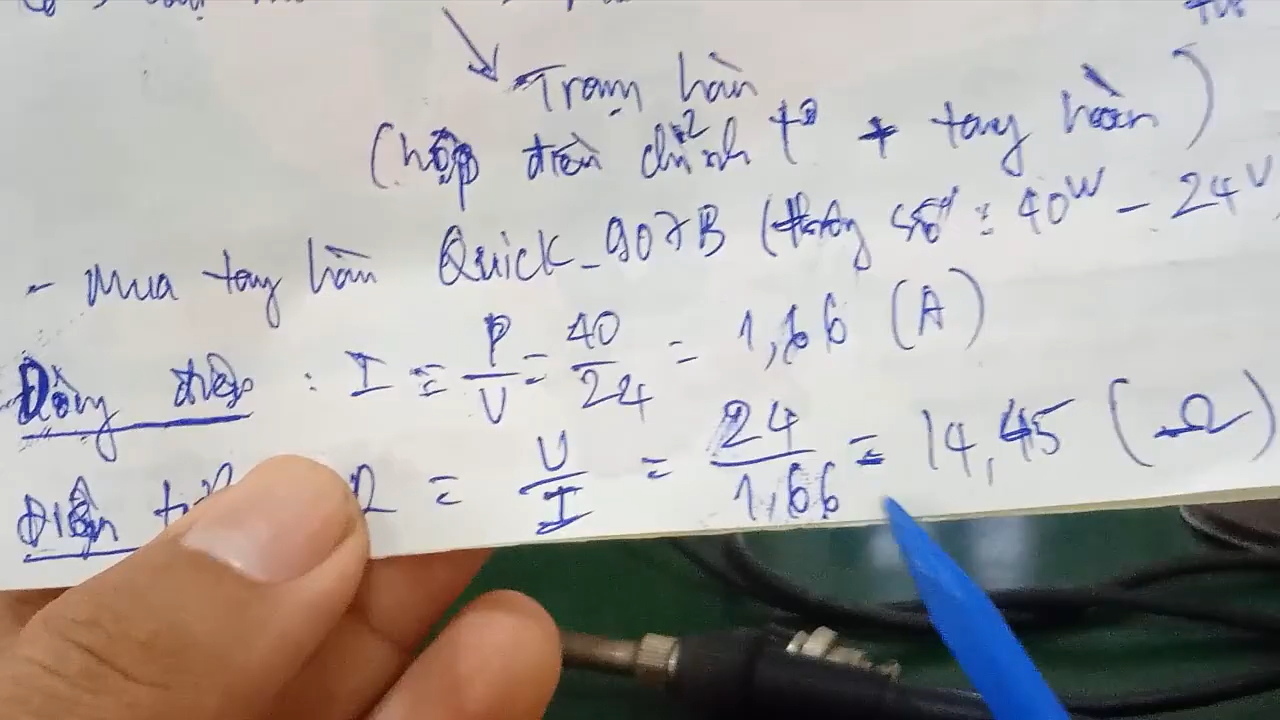 Trạm hàn
(hộp điều chỉnh t° + tay hàn)
- Mua tay hàn Quick_907B (thông số: 40W - 24V
Dòng điện : I = P/U = 40/24 = 1,66 (A)
Điện R = U/I = 24/1,66 = 14,45 (Ω)